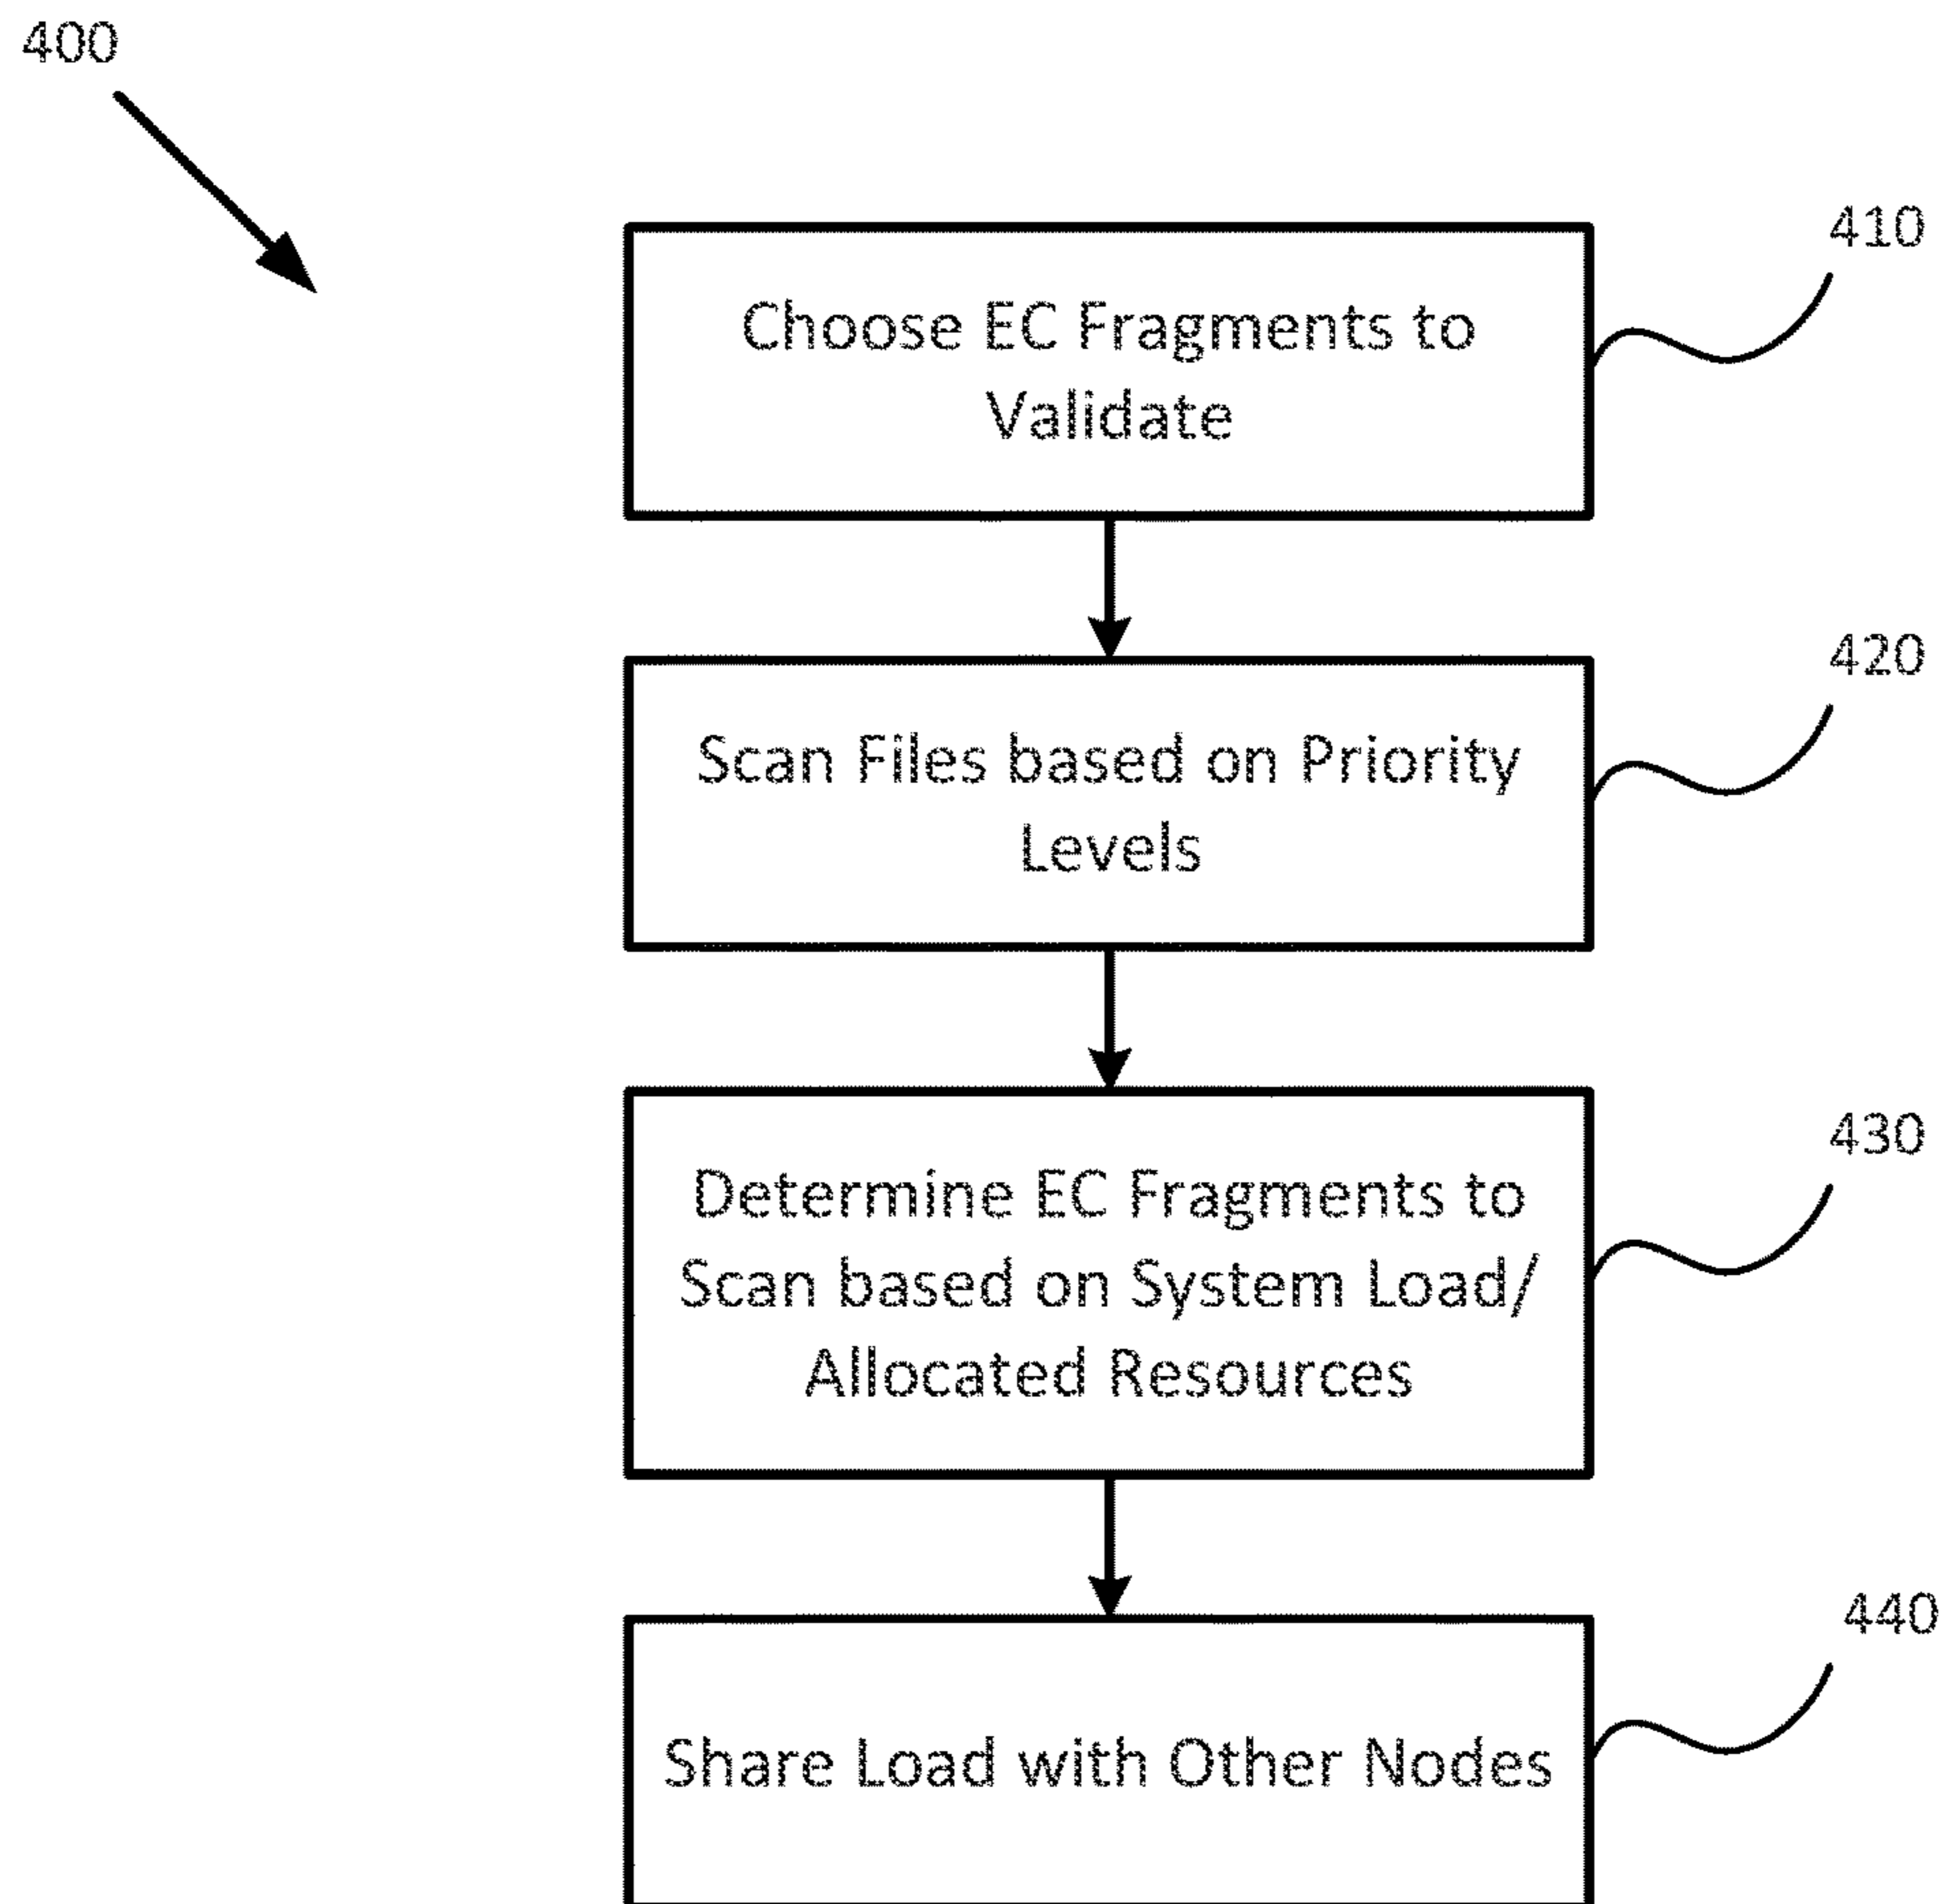 400
410
Choose EC Fragments to
Validate
420
Scan Files based on Priority
Levels
430
Determine EC Fragments to
Scan based on System Load/
Allocated Resources
440
Share Load with Other Nodes